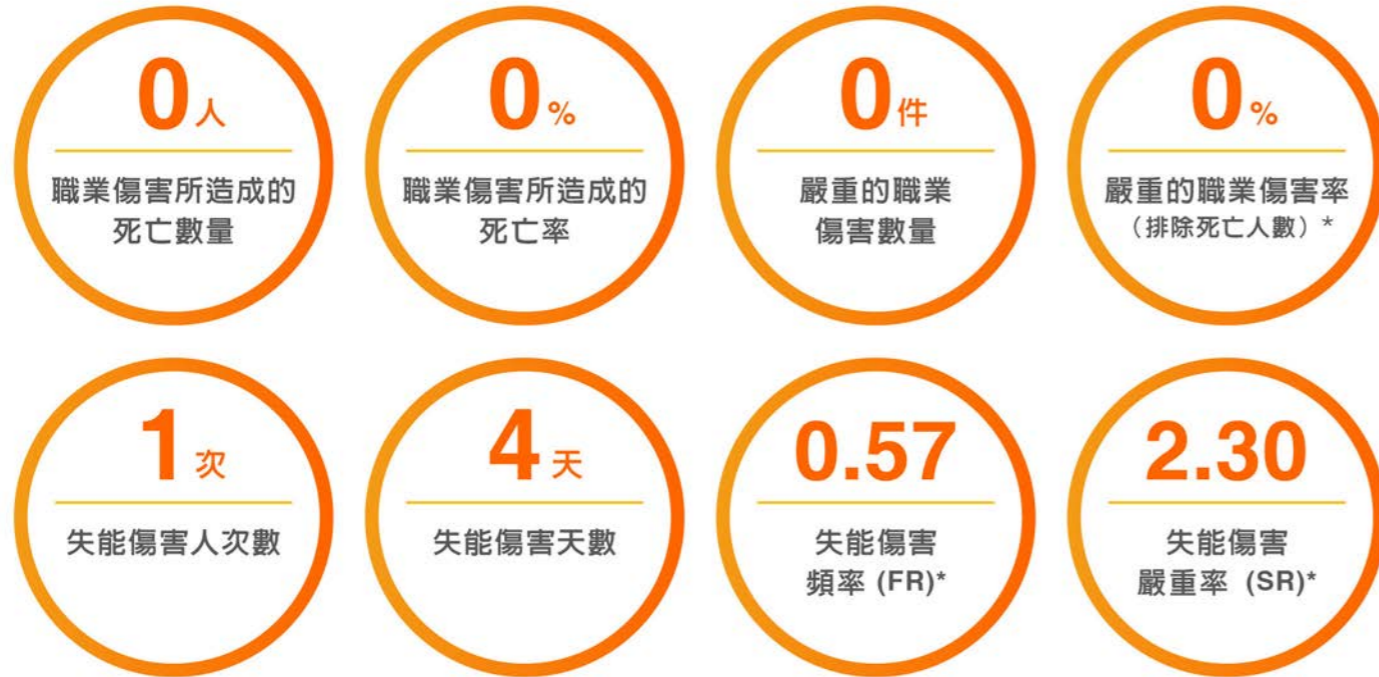 0人
職業傷害所造成的
死亡數量
0%
職業傷害所造成的
死亡率
0件
嚴重的職業
傷害數量
0%
嚴重的職業傷害率
（排除死亡人數）*
1次
失能傷害人次數
4天
失能傷害天數
0.57
失能傷害
頻率 (FR)*
2.30
失能傷害
嚴重率 (SR)*